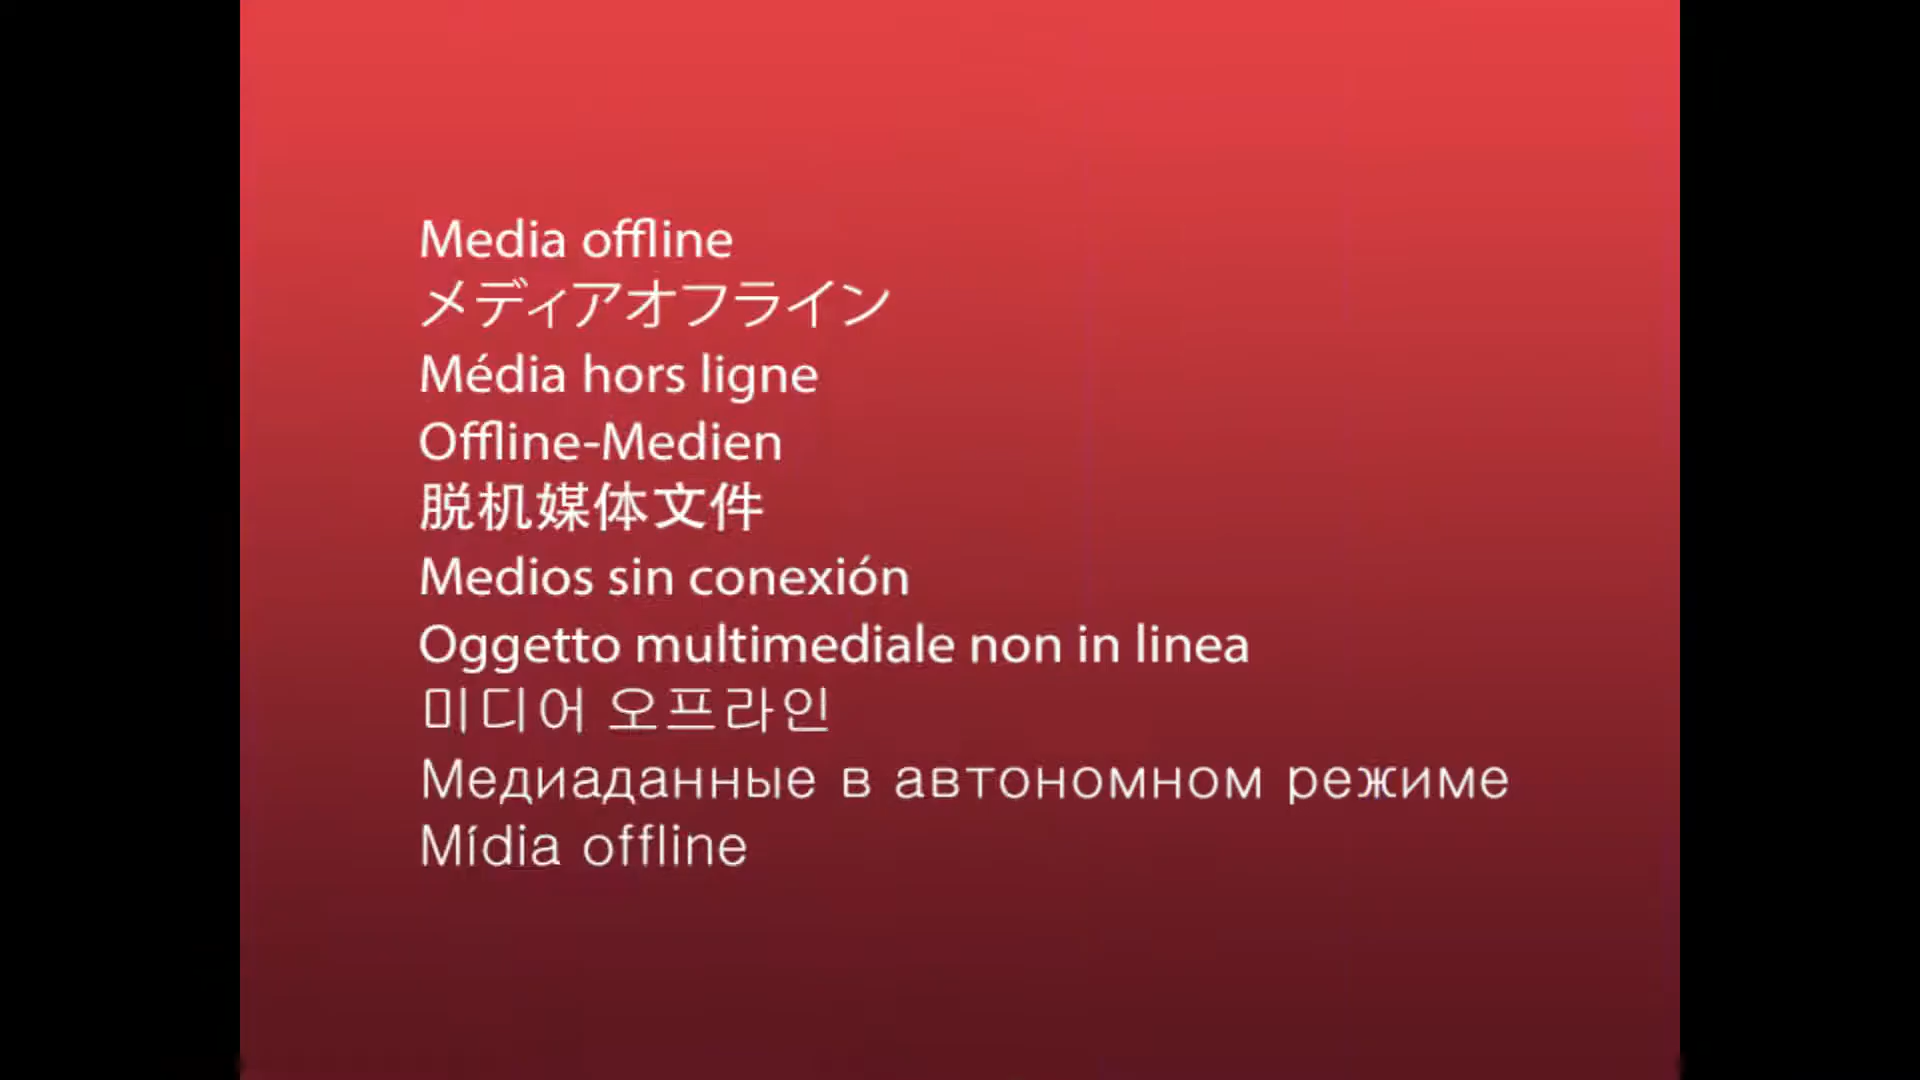 Media offline
メディアオフライン
Média hors ligne
Offline-Medien
脱机媒体文件
Medios sin conexión
Oggetto multimediale non in linea
미디어 오프라인
Медиаданные в автономном режиме
Mídia offline